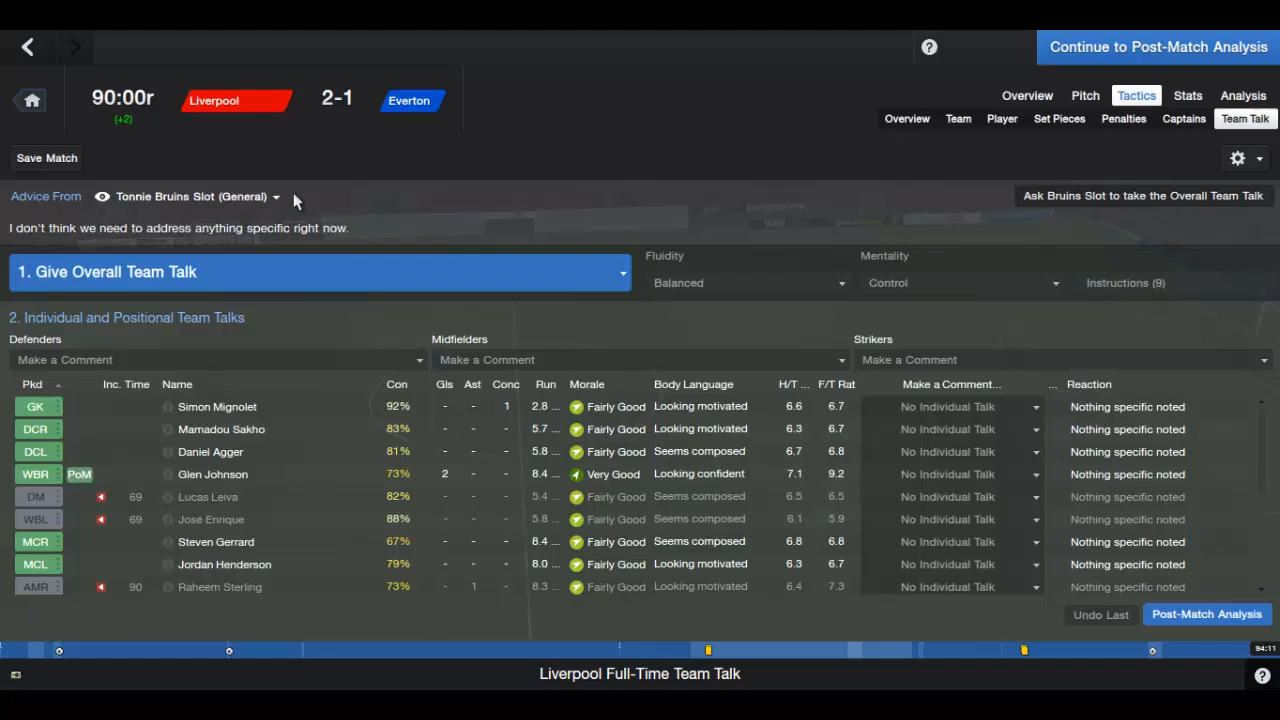 Continue to Post-Match Analysis
90:00r Liverpool 2-1 Everton
(+2)
Overview Pitch Tactics Stats Analysis
Overview Team Player Set Pieces Penalties Captains Team Talk
Save Match
Advice From Tonnie Bruins Slot (General) Ask Bruins Slot to take the Overall Team Talk
I don't think we need to address anything specific right now.
Fluidity Mentality
1. Give Overall Team Talk Balanced Control Instructions (9)
2. Individual and Positional Team Talks
Defenders Midfielders Strikers
Make a Comment Make a Comment Make a Comment
Pkd Inc. Time Name Con Gls Ast Conc Run Morale Body Language H/T ... F/T Rat Make a Comment... ... Reaction
GK Simon Mignolet 92% - - 1 2.8 ... Fairly Good Looking motivated 6.6 6.7 No Individual Talk Nothing specific noted
DCR Mamadou Sakho 83% - - - 5.7 ... Fairly Good Looking motivated 6.3 6.7 No Individual Talk Nothing specific noted
DCL Daniel Agger 81% - - - 5.8 ... Fairly Good Seems composed 6.7 6.8 No Individual Talk Nothing specific noted
WBR PoM Glen Johnson 73% 2 - - 8.4 ... Very Good Looking confident 7.1 9.2 No Individual Talk Nothing specific noted
DM 69 Lucas Leiva 82% - - - 5.4 ... Fairly Good Seems composed 6.5 6.5 No Individual Talk Nothing specific noted
WBL 69 José Enrique 88% - - - 5.8 ... Fairly Good Seems composed 6.1 5.9 No Individual Talk Nothing specific noted
MCR Steven Gerrard 67% - - - 8.4 ... Fairly Good Seems composed 6.8 6.8 No Individual Talk Nothing specific noted
MCL Jordan Henderson 79% - - - 8.0 ... Fairly Good Looking motivated 6.3 6.7 No Individual Talk Nothing specific noted
AMR 90 Raheem Sterling 73% - 1 - 8.3 ... Fairly Good Looking motivated 6.4 7.3 No Individual Talk Nothing specific noted
Undo Last Post-Match Analysis
94:11
Liverpool Full-Time Team Talk